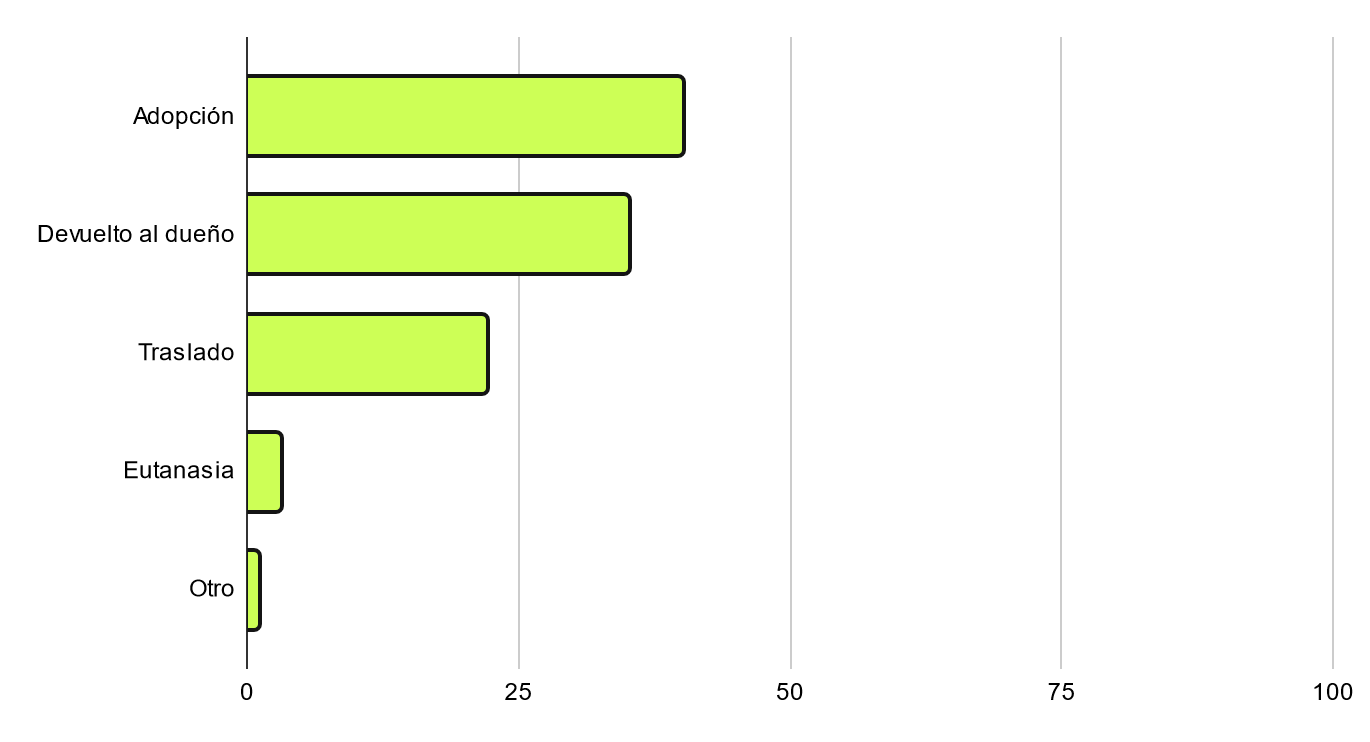 Adopción
Devuelto al dueño
Traslado
Eutanasia
Otro
0 25 50 75 100